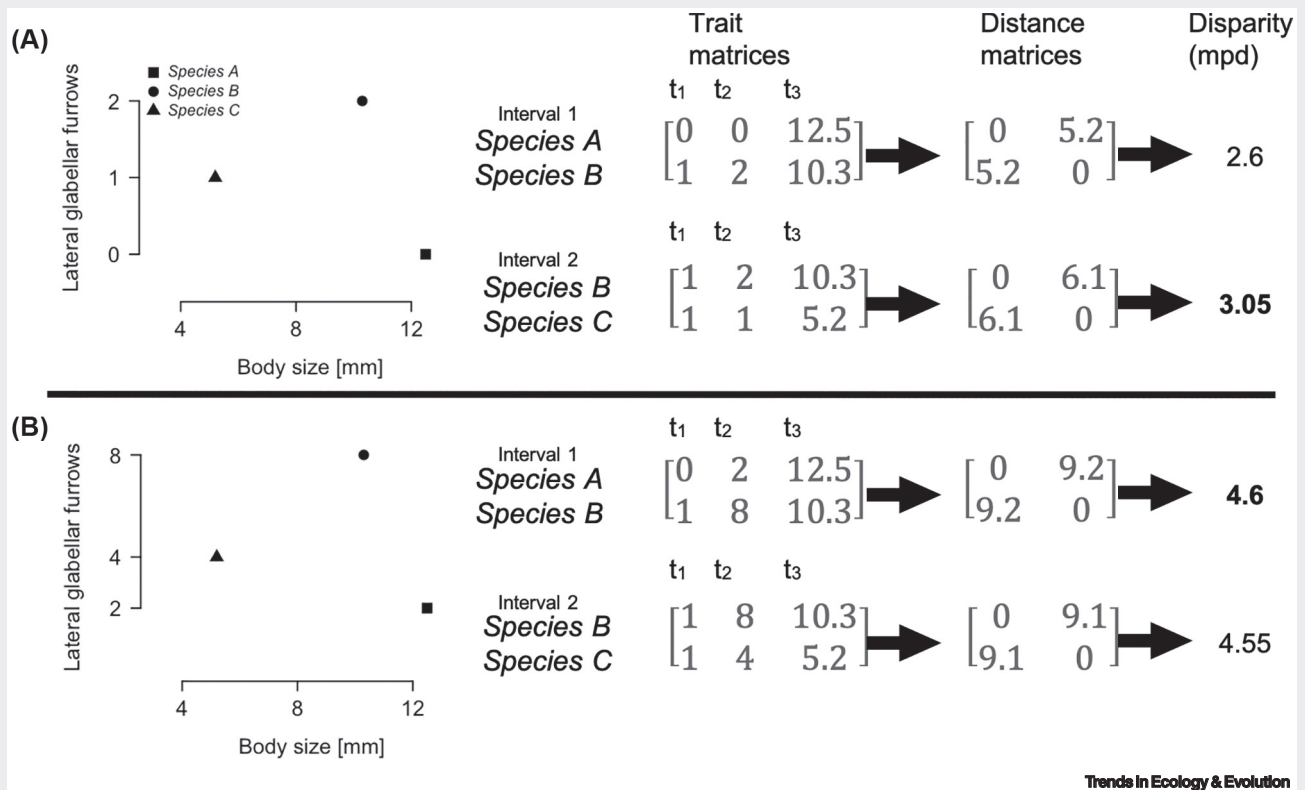 (A)
Trait matrices
Distance matrices
Disparity (mpd)
Lateral glabellar furrows
Species A
Species B
Species C
2
1
0
4 8 12
Body size [mm]
t1 t2 t3
Interval 1
Species A 0 0 12.5 0 5.2 2.6
Species B 1 2 10.3 5.2 0
t1 t2 t3
Interval 2
Species B 1 2 10.3 0 6.1 3.05
Species C 1 1 5.2 6.1 0
(B)
Lateral glabellar furrows
8
4
2
4 8 12
Body size [mm]
t1 t2 t3
Interval 1
Species A 0 2 12.5 0 9.2 4.6
Species B 1 8 10.3 9.2 0
t1 t2 t3
Interval 2
Species B 1 8 10.3 0 9.1 4.55
Species C 1 4 5.2 9.1 0
Trends in Ecology & Evolution